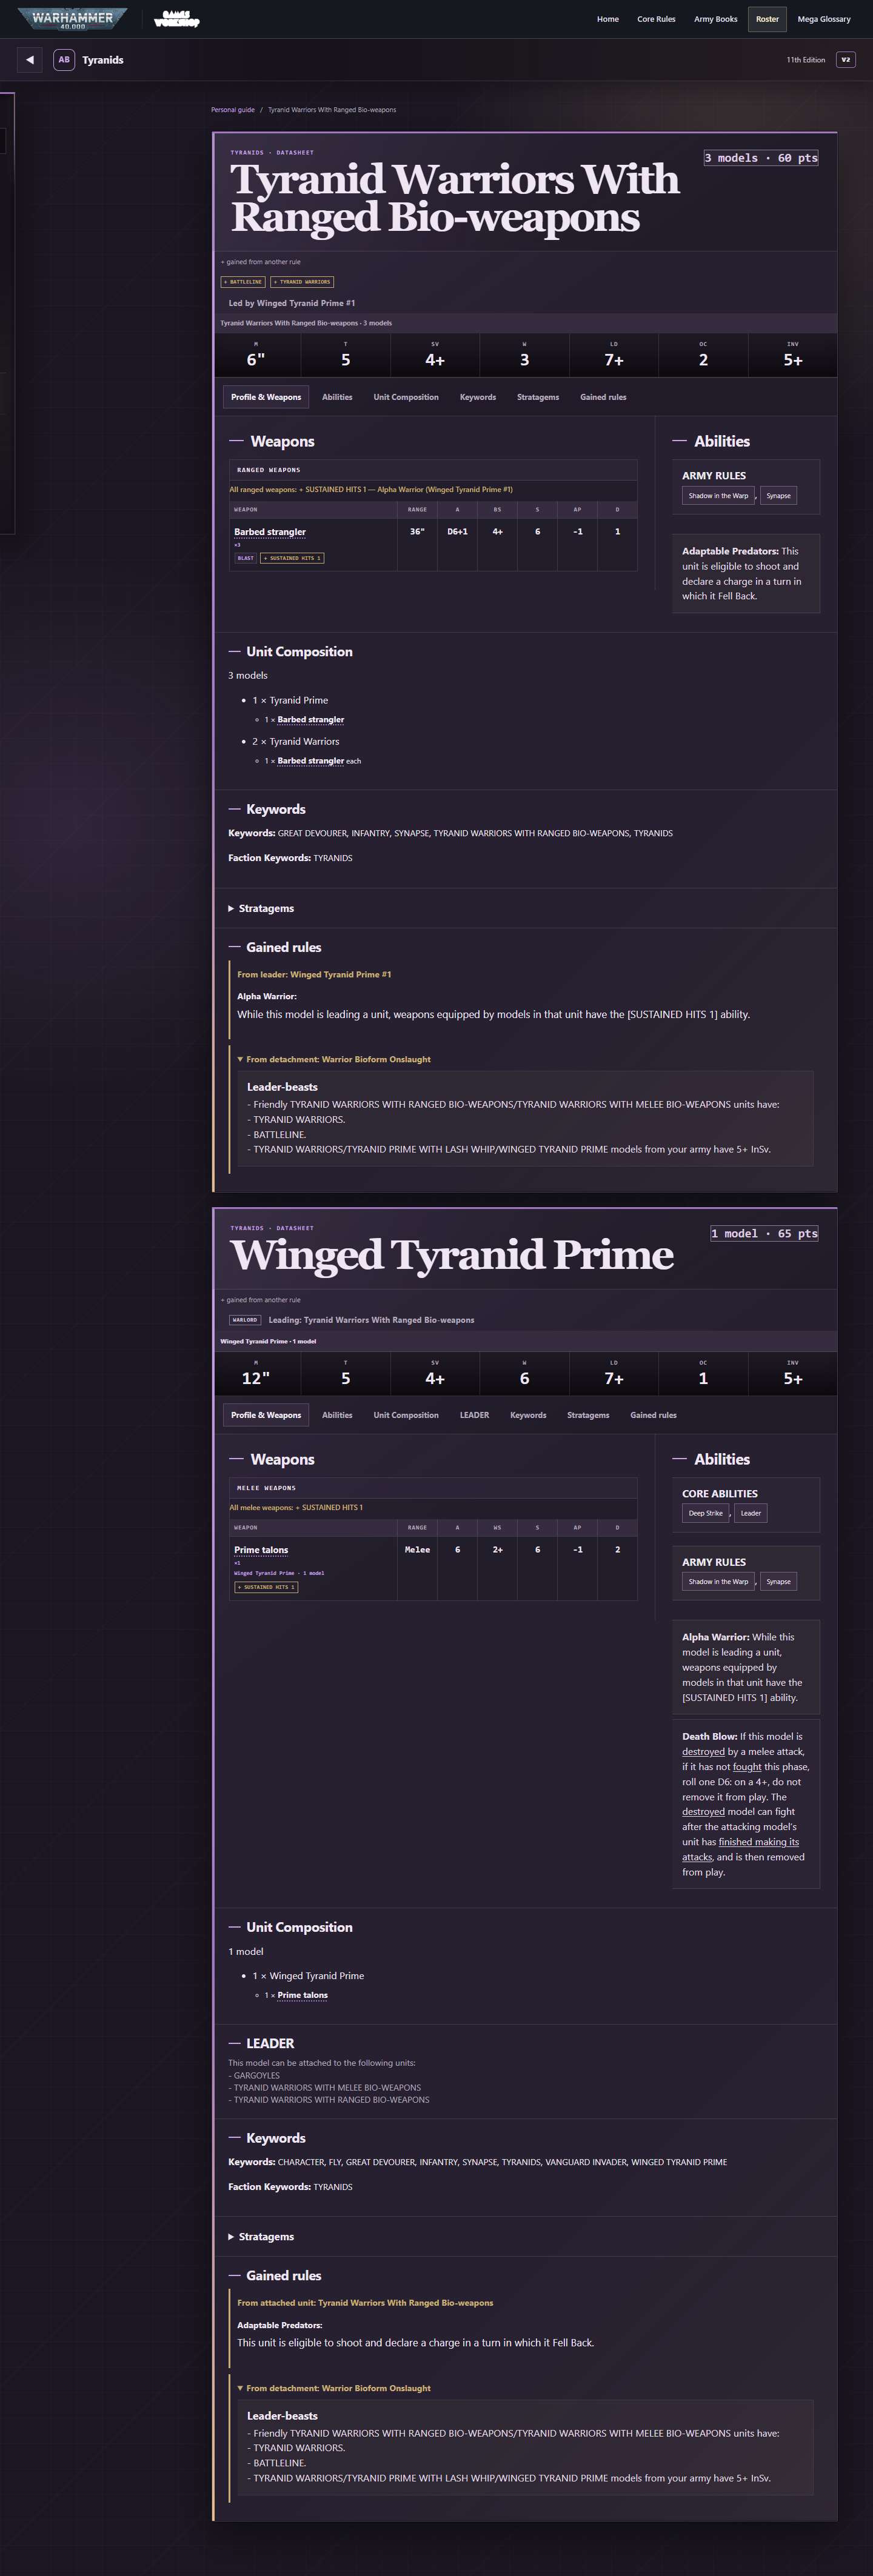 WARHAMMER
40,000
GAMES
WORKSHOP
Home
Core Rules
Army Books
Roster
Mega Glossary
◀
AB
Tyranids
11th Edition
V2
Personal guide / Tyranid Warriors With Ranged Bio-weapons
TYRANIDS · DATASHEET
3 models · 60 pts
Tyranid Warriors With
Ranged Bio-weapons
+ gained from another rule
+ BATTLELINE
+ TYRANID WARRIORS
Led by Winged Tyranid Prime #1
Tyranid Warriors With Ranged Bio-weapons · 3 models
M T SV W LD OC INV
6" 5 4+ 3 7+ 2 5+
Profile & Weapons
Abilities
Unit Composition
Keywords
Stratagems
Gained rules
Weapons
RANGED WEAPONS
All ranged weapons: + SUSTAINED HITS 1 — Alpha Warrior (Winged Tyranid Prime #1)
WEAPON RANGE A BS S AP D
Barbed strangler 36" D6+1 4+ 6 -1 1
×3
BLAST + SUSTAINED HITS 1
Abilities
ARMY RULES
Shadow in the Warp , Synapse
Adaptable Predators: This
unit is eligible to shoot and
declare a charge in a turn in
which it Fell Back.
Unit Composition
3 models
• 1 × Tyranid Prime
◦ 1 × Barbed strangler
• 2 × Tyranid Warriors
◦ 1 × Barbed strangler each
Keywords
Keywords: GREAT DEVOURER, INFANTRY, SYNAPSE, TYRANID WARRIORS WITH RANGED BIO-WEAPONS, TYRANIDS
Faction Keywords: TYRANIDS
▶ Stratagems
Gained rules
From leader: Winged Tyranid Prime #1
Alpha Warrior:
While this model is leading a unit, weapons equipped by models in that unit have the [SUSTAINED HITS 1] ability.
▼ From detachment: Warrior Bioform Onslaught
Leader-beasts
- Friendly TYRANID WARRIORS WITH RANGED BIO-WEAPONS/TYRANID WARRIORS WITH MELEE BIO-WEAPONS units have:
- TYRANID WARRIORS.
- BATTLELINE.
- TYRANID WARRIORS/TYRANID PRIME WITH LASH WHIP/WINGED TYRANID PRIME models from your army have 5+ InSv.
TYRANIDS · DATASHEET
1 model · 65 pts
Winged Tyranid Prime
+ gained from another rule
WARLORD
Leading: Tyranid Warriors With Ranged Bio-weapons
Winged Tyranid Prime · 1 model
M T SV W LD OC INV
12" 5 4+ 6 7+ 1 5+
Profile & Weapons
Abilities
Unit Composition
LEADER
Keywords
Stratagems
Gained rules
Weapons
MELEE WEAPONS
All melee weapons: + SUSTAINED HITS 1
WEAPON RANGE A WS S AP D
Prime talons Melee 6 2+ 6 -1 2
×1
Winged Tyranid Prime · 1 model
+ SUSTAINED HITS 1
Abilities
CORE ABILITIES
Deep Strike , Leader
ARMY RULES
Shadow in the Warp , Synapse
Alpha Warrior: While this
model is leading a unit,
weapons equipped by
models in that unit have the
[SUSTAINED HITS 1] ability.
Death Blow: If this model is
destroyed by a melee attack,
if it has not fought this phase,
roll one D6: on a 4+, do not
remove it from play. The
destroyed model can fight
after the attacking model's
unit has finished making its
attacks, and is then removed
from play.
Unit Composition
1 model
• 1 × Winged Tyranid Prime
◦ 1 × Prime talons
LEADER
This model can be attached to the following units:
- GARGOYLES
- TYRANID WARRIORS WITH MELEE BIO-WEAPONS
- TYRANID WARRIORS WITH RANGED BIO-WEAPONS
Keywords
Keywords: CHARACTER, FLY, GREAT DEVOURER, INFANTRY, SYNAPSE, TYRANIDS, VANGUARD INVADER, WINGED TYRANID PRIME
Faction Keywords: TYRANIDS
▶ Stratagems
Gained rules
From attached unit: Tyranid Warriors With Ranged Bio-weapons
Adaptable Predators:
This unit is eligible to shoot and declare a charge in a turn in which it Fell Back.
▼ From detachment: Warrior Bioform Onslaught
Leader-beasts
- Friendly TYRANID WARRIORS WITH RANGED BIO-WEAPONS/TYRANID WARRIORS WITH MELEE BIO-WEAPONS units have:
- TYRANID WARRIORS.
- BATTLELINE.
- TYRANID WARRIORS/TYRANID PRIME WITH LASH WHIP/WINGED TYRANID PRIME models from your army have 5+ InSv.